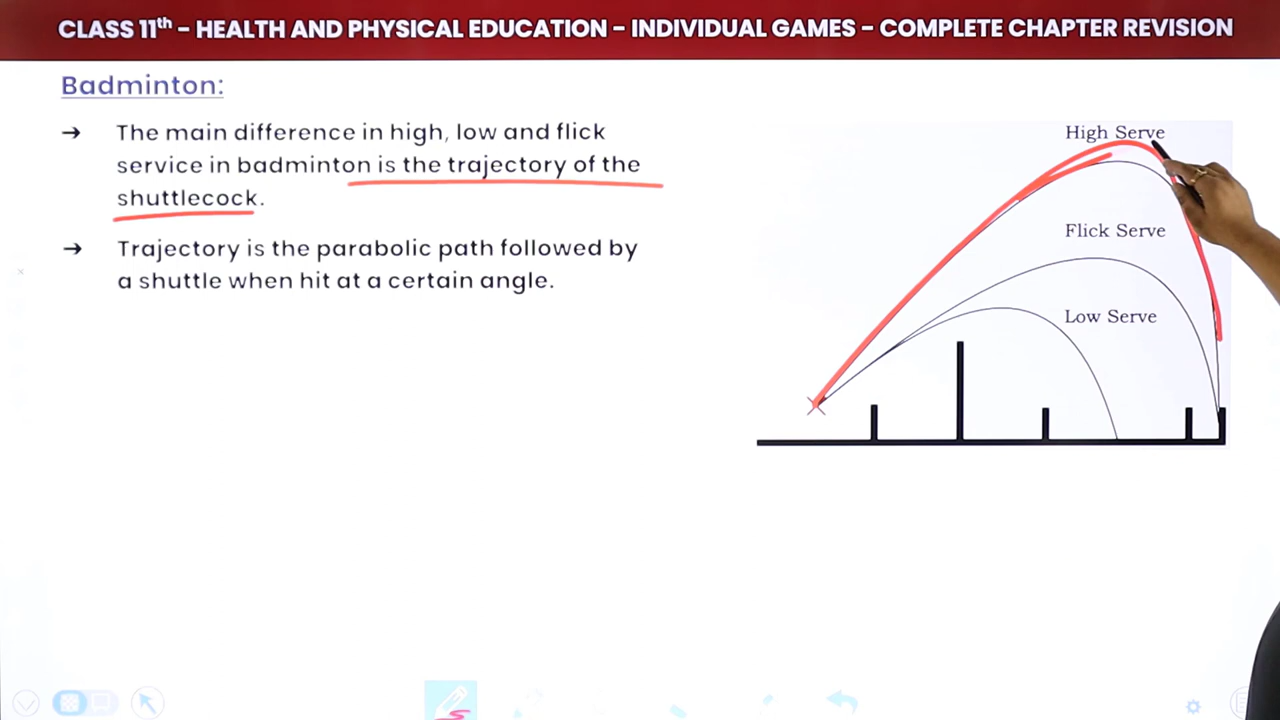 CLASS 11th – HEALTH AND PHYSICAL EDUCATION – INDIVIDUAL GAMES – COMPLETE CHAPTER REVISION
Badminton:
→ The main difference in high, low and flick
service in badminton is the trajectory of the
shuttlecock.
→ Trajectory is the parabolic path followed by
a shuttle when hit at a certain angle.
High Serve
Flick Serve
Low Serve